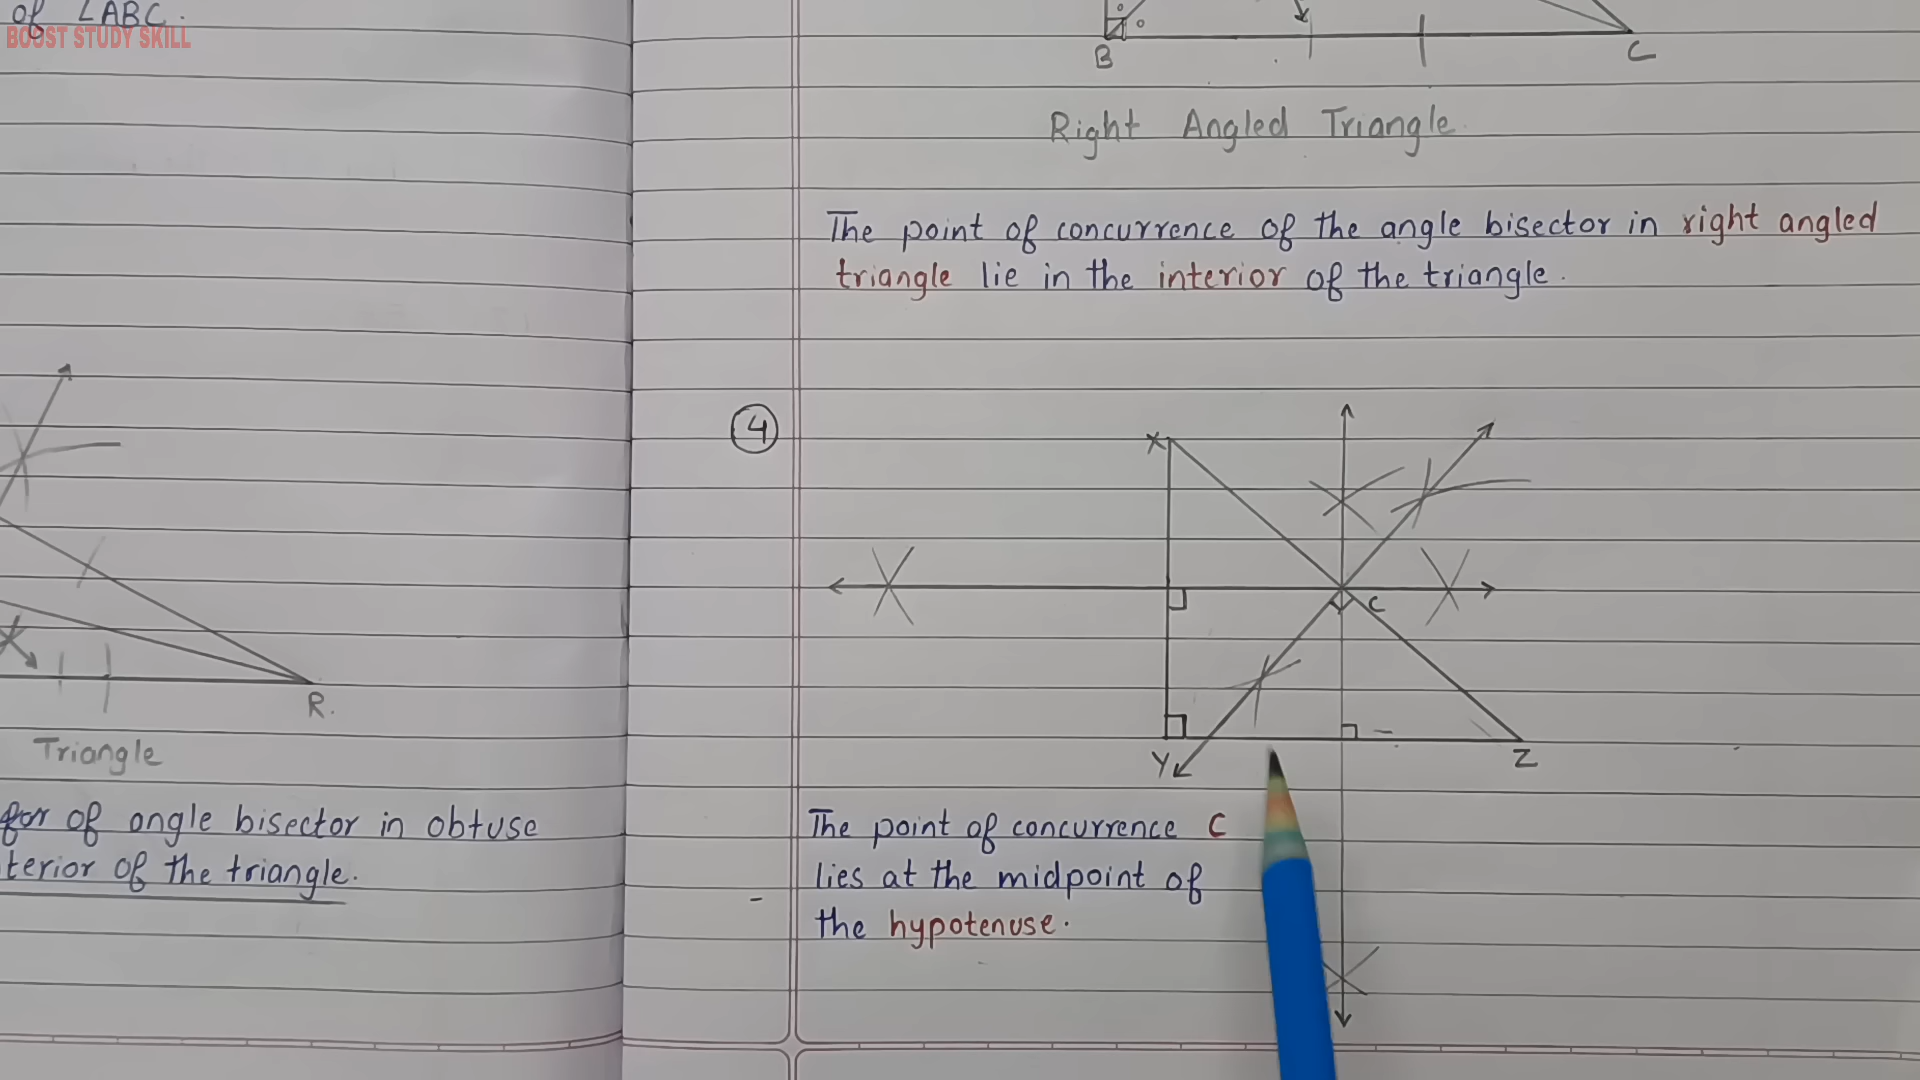 of ∠ABC.
BOOST STUDY SKILL
R.
Triangle
of angle bisector in obtuse
terior of the triangle.
B
C
Right Angled Triangle.
The point of concurrence of the angle bisector in right angled
triangle lie in the interior of the triangle.
4
X
C
Y
Z
The point of concurrence C
lies at the midpoint of
the hypotenuse.